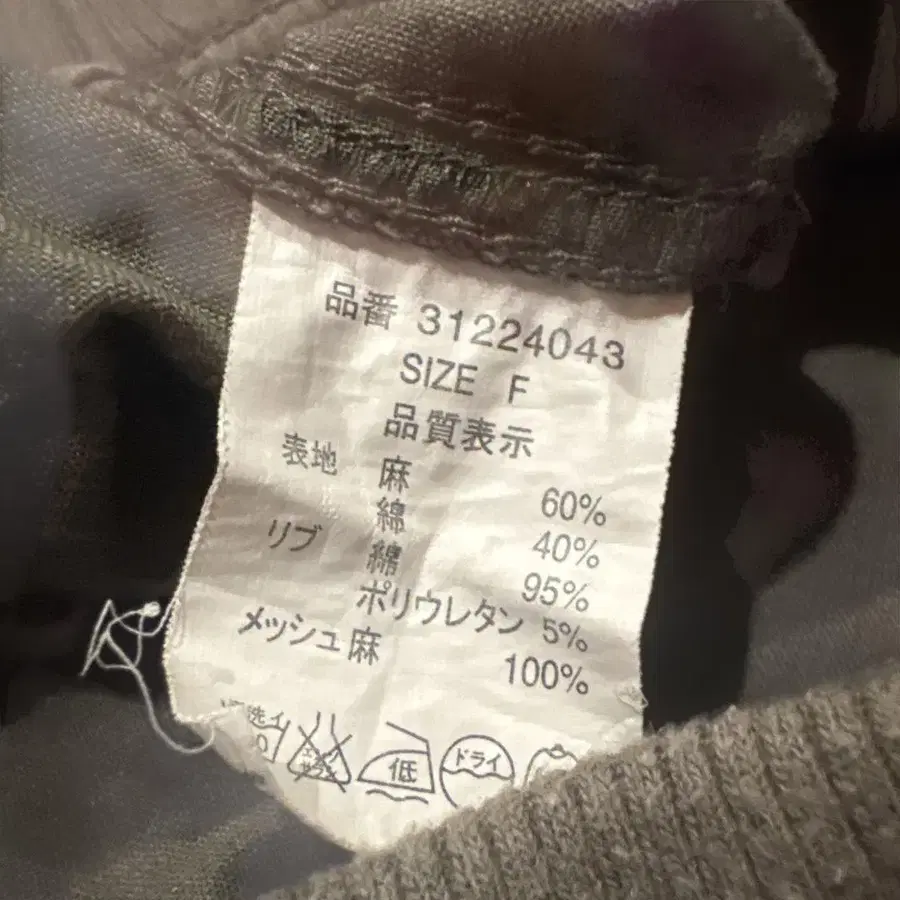 品番 31224043
SIZE F
品質表示
表地 麻 60%
綿 40%
リブ 綿 95%
ポリウレタン 5%
メッシュ 麻 100%
低
ドライ